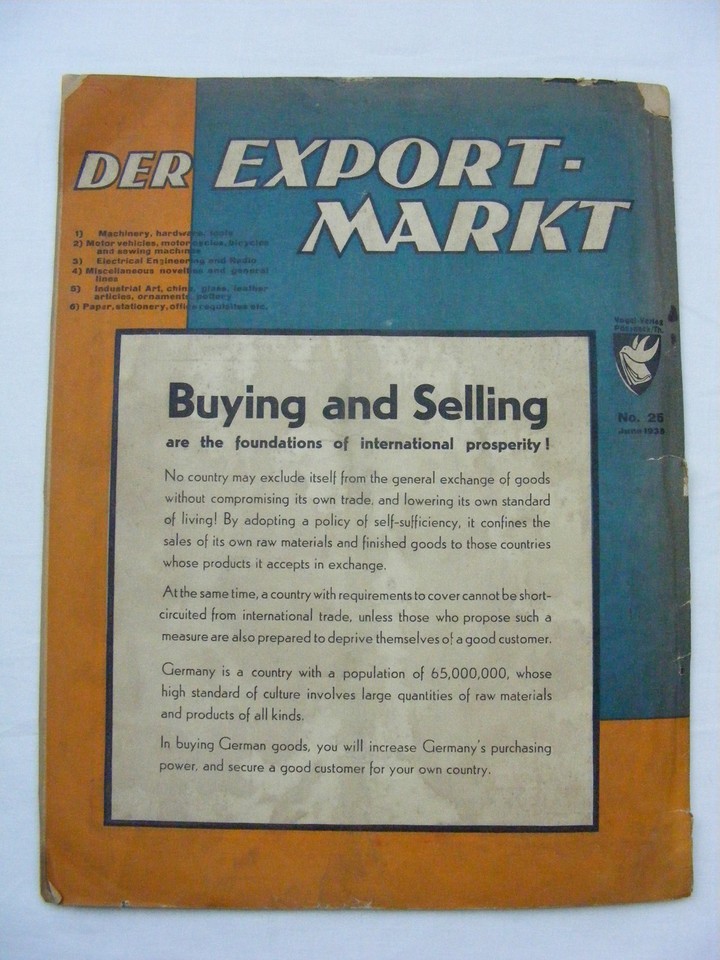 DER EXPORT-
MARKT
1) Machinery, hardware, tools
2) Motor vehicles, motor cycles, bicycles
and sewing machines
3) Electrical Engineering and Radio
4) Miscellaneous novelties and general
lines
5) Industrial Art, china, glass, leather
articles, ornaments, pottery
6) Paper, stationery, office requisites etc.
Vogel-Verlag
Pößneck/Th.
No. 25
June 1935
Buying and Selling
are the foundations of international prosperity!
No country may exclude itself from the general exchange of goods
without compromising its own trade, and lowering its own standard
of living! By adopting a policy of self-sufficiency, it confines the
sales of its own raw materials and finished goods to those countries
whose products it accepts in exchange.
At the same time, a country with requirements to cover cannot be short-
circuited from international trade, unless those who propose such a
measure are also prepared to deprive themselves of a good customer.
Germany is a country with a population of 65,000,000, whose
high standard of culture involves large quantities of raw materials
and products of all kinds.
In buying German goods, you will increase Germany's purchasing
power, and secure a good customer for your own country.